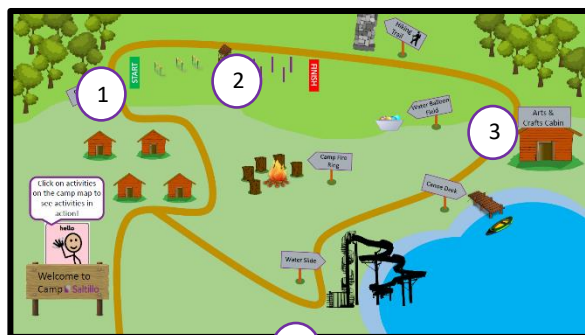 Hiking
Trail
START
2
FINISH
1
Water Balloon
Field
3
Arts &
Crafts Cabin
Camp Fire
Ring
Click on activities
on the camp map to
see activities in
action!
Canoe Dock
hello
Water Slide
Welcome to
Camp Saltillo